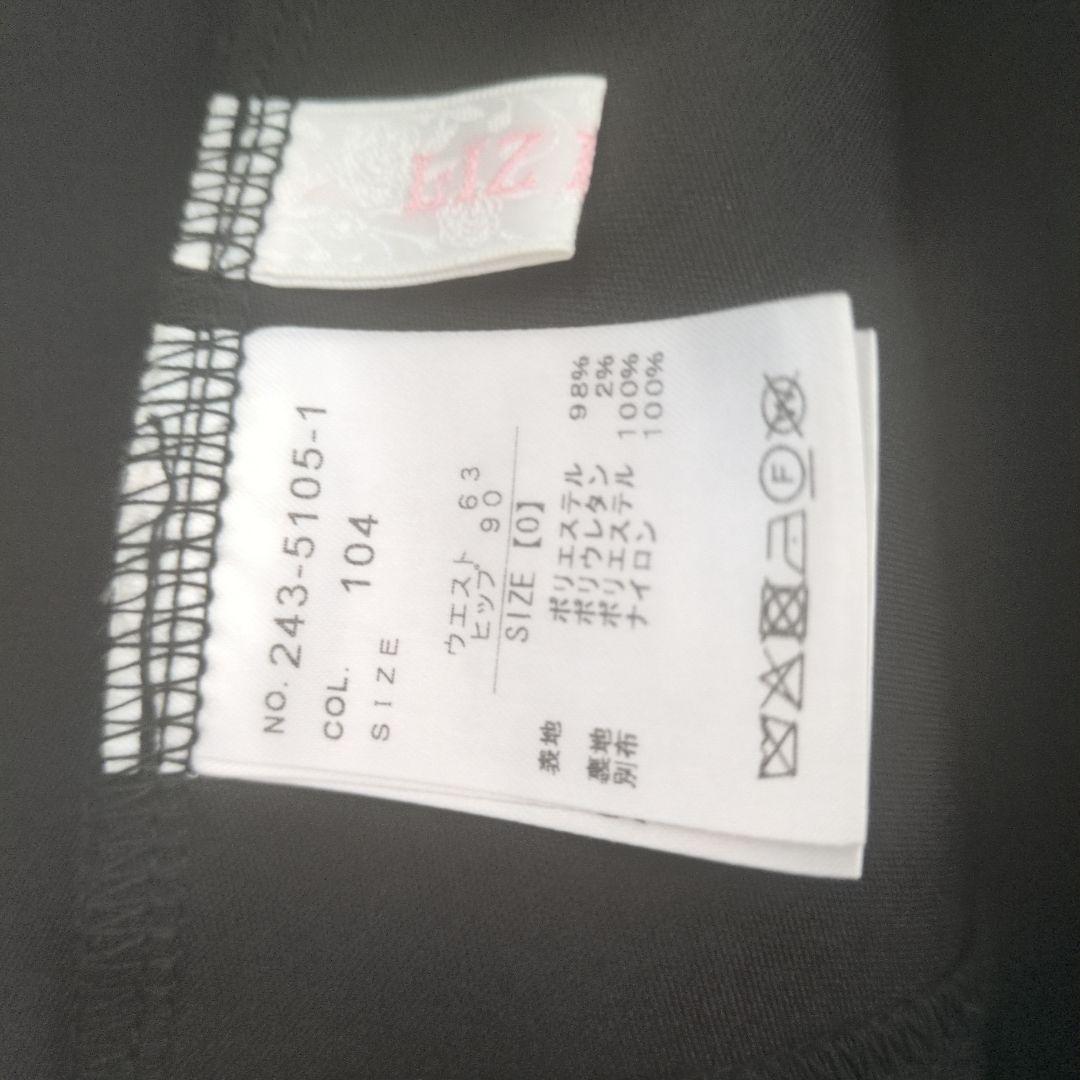 NO. 243-5105-1
COL. 104
SIZE
ウエスト 63
ヒップ 90
SIZE【0】
表地 ポリエステル 98%
ポリウレタン 2%
裏地 ポリエステル 100%
別布 ナイロン 100%
F